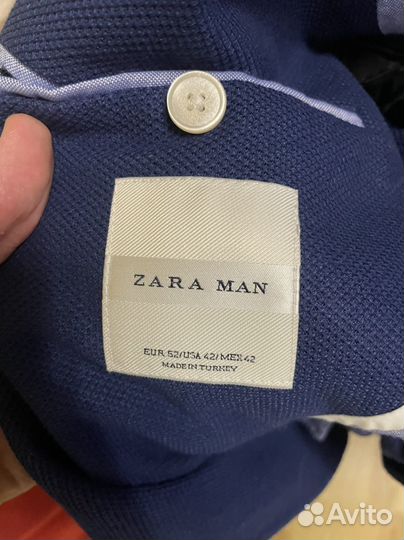 ZARA MAN
EUR 52/USA 42/MEX 42
MADE IN TURKEY
Avito